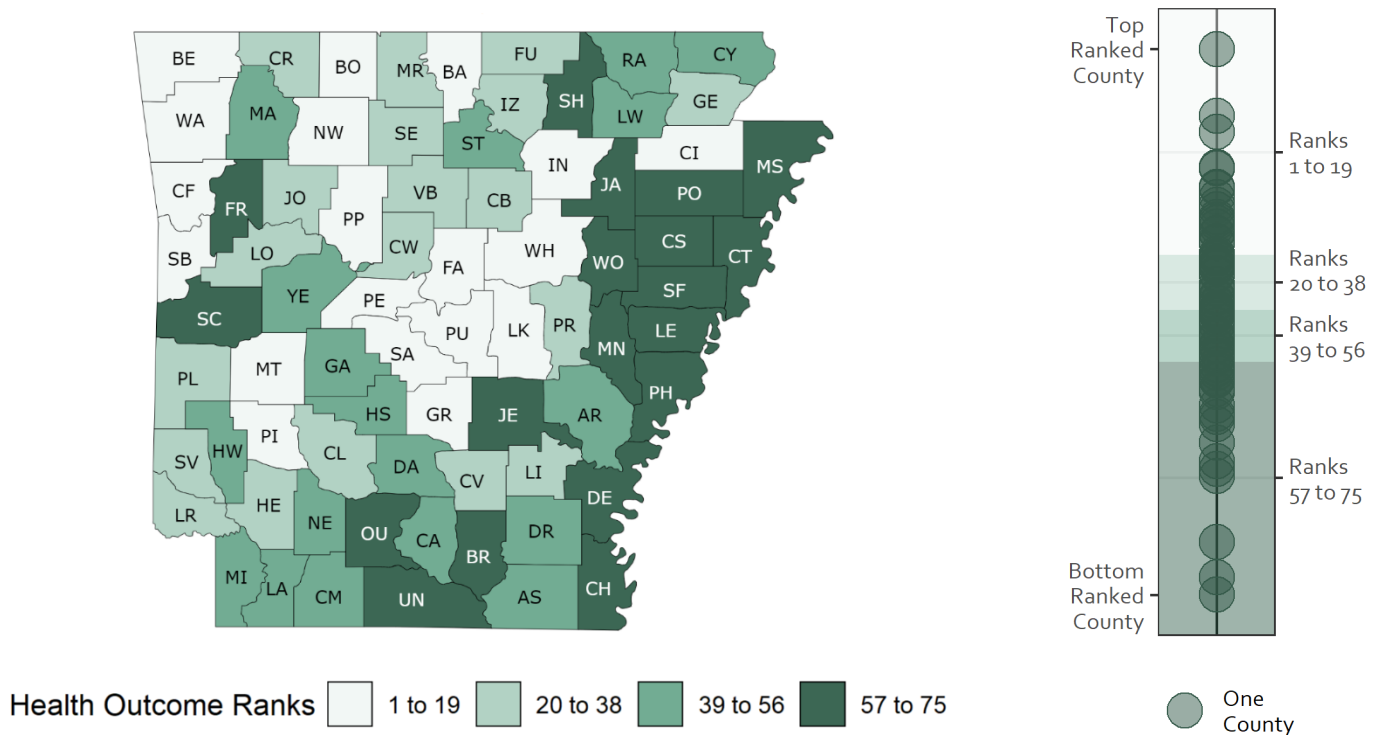 BE
CR
BO
MR
BA
FU
RA
CY
WA
MA
NW
SE
IZ
SH
LW
GE
ST
IN
CI
MS
CF
FR
JO
PP
VB
CB
JA
PO
SB
LO
CW
FA
WH
WO
CS
CT
SC
YE
PE
PU
LK
PR
SF
LE
MN
PL
MT
GA
SA
PH
HS
GR
JE
AR
SV
HW
PI
CL
DA
CV
LI
DE
LR
HE
NE
OU
CA
BR
DR
MI
LA
CM
UN
AS
CH
Health Outcome Ranks
1 to 19
20 to 38
39 to 56
57 to 75
Top
Ranked
County
Ranks
1 to 19
Ranks
20 to 38
Ranks
39 to 56
Ranks
57 to 75
Bottom
Ranked
County
One
County